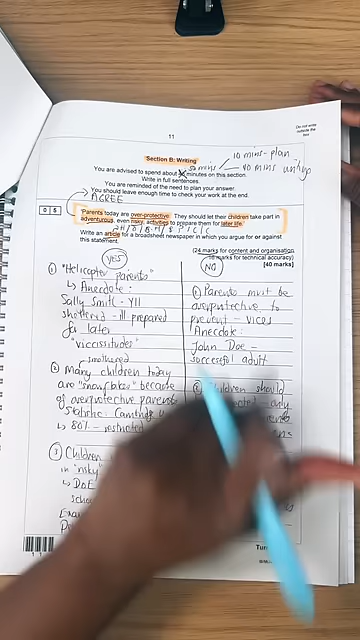 Do not write
outside the
box
11
Section B: Writing
10 mins - plan
50 mins
40 mins writing
You are advised to spend about minutes on this section.
Write in full sentences.
You are reminded of the need to plan your answer.
You should leave enough time to check your work at the end.
AGREE
0 5
'Parents today are over-protective. They should let their children take part in
adventurous, even risky, activities to prepare them for later life.'
Write an article for a broadsheet newspaper in which you argue for or against
this statement.
(24 marks for content and organisation
16 marks for technical accuracy)
[40 marks]
YES
① "Helicopter parents"
↳ Anecdote:
Sally Smith - Y11
sheltered - ill prepared
for later
"viccissitudes"
smothered
② Many children today
are "snowflakes" because
of overprotective parents
Statistic: Cambridge
↳ 80% - restricted
③ Children
in "risky"
↳ DoE
NO
① Parents must be
overprotective to
prevent - vices
Anecdote:
John Doe -
successful adult
② Children should
only